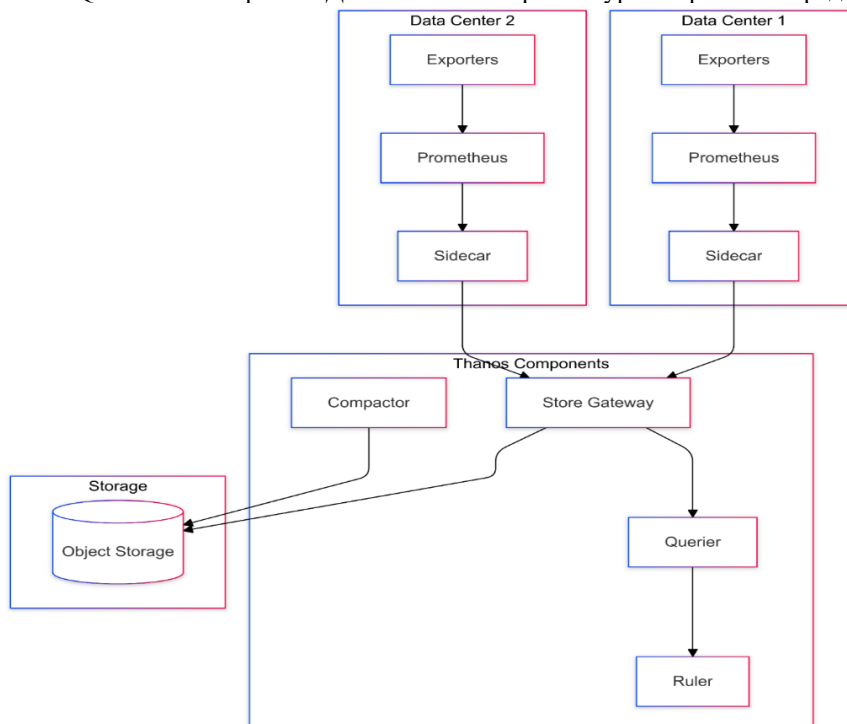 Data Center 2
Data Center 1
Exporters
Exporters
Prometheus
Prometheus
Sidecar
Sidecar
Thanos Components
Compactor
Store Gateway
Storage
Object Storage
Querier
Ruler